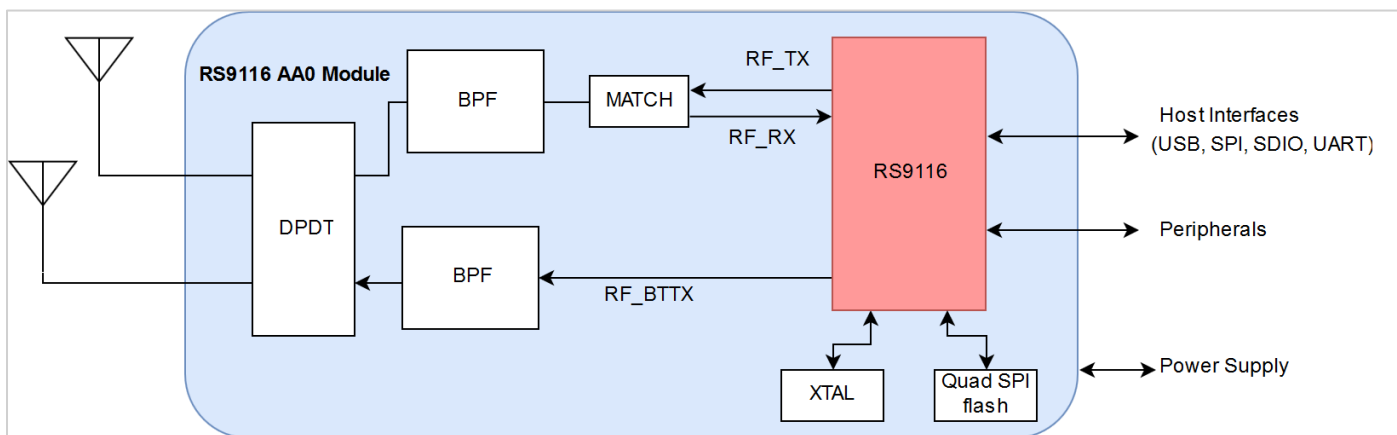 RS9116 AA0 Module
BPF
MATCH
RF_TX
RF_RX
RS9116
Host Interfaces
(USB, SPI, SDIO, UART)
DPDT
BPF
RF_BTTX
Peripherals
XTAL
Quad SPI
flash
Power Supply